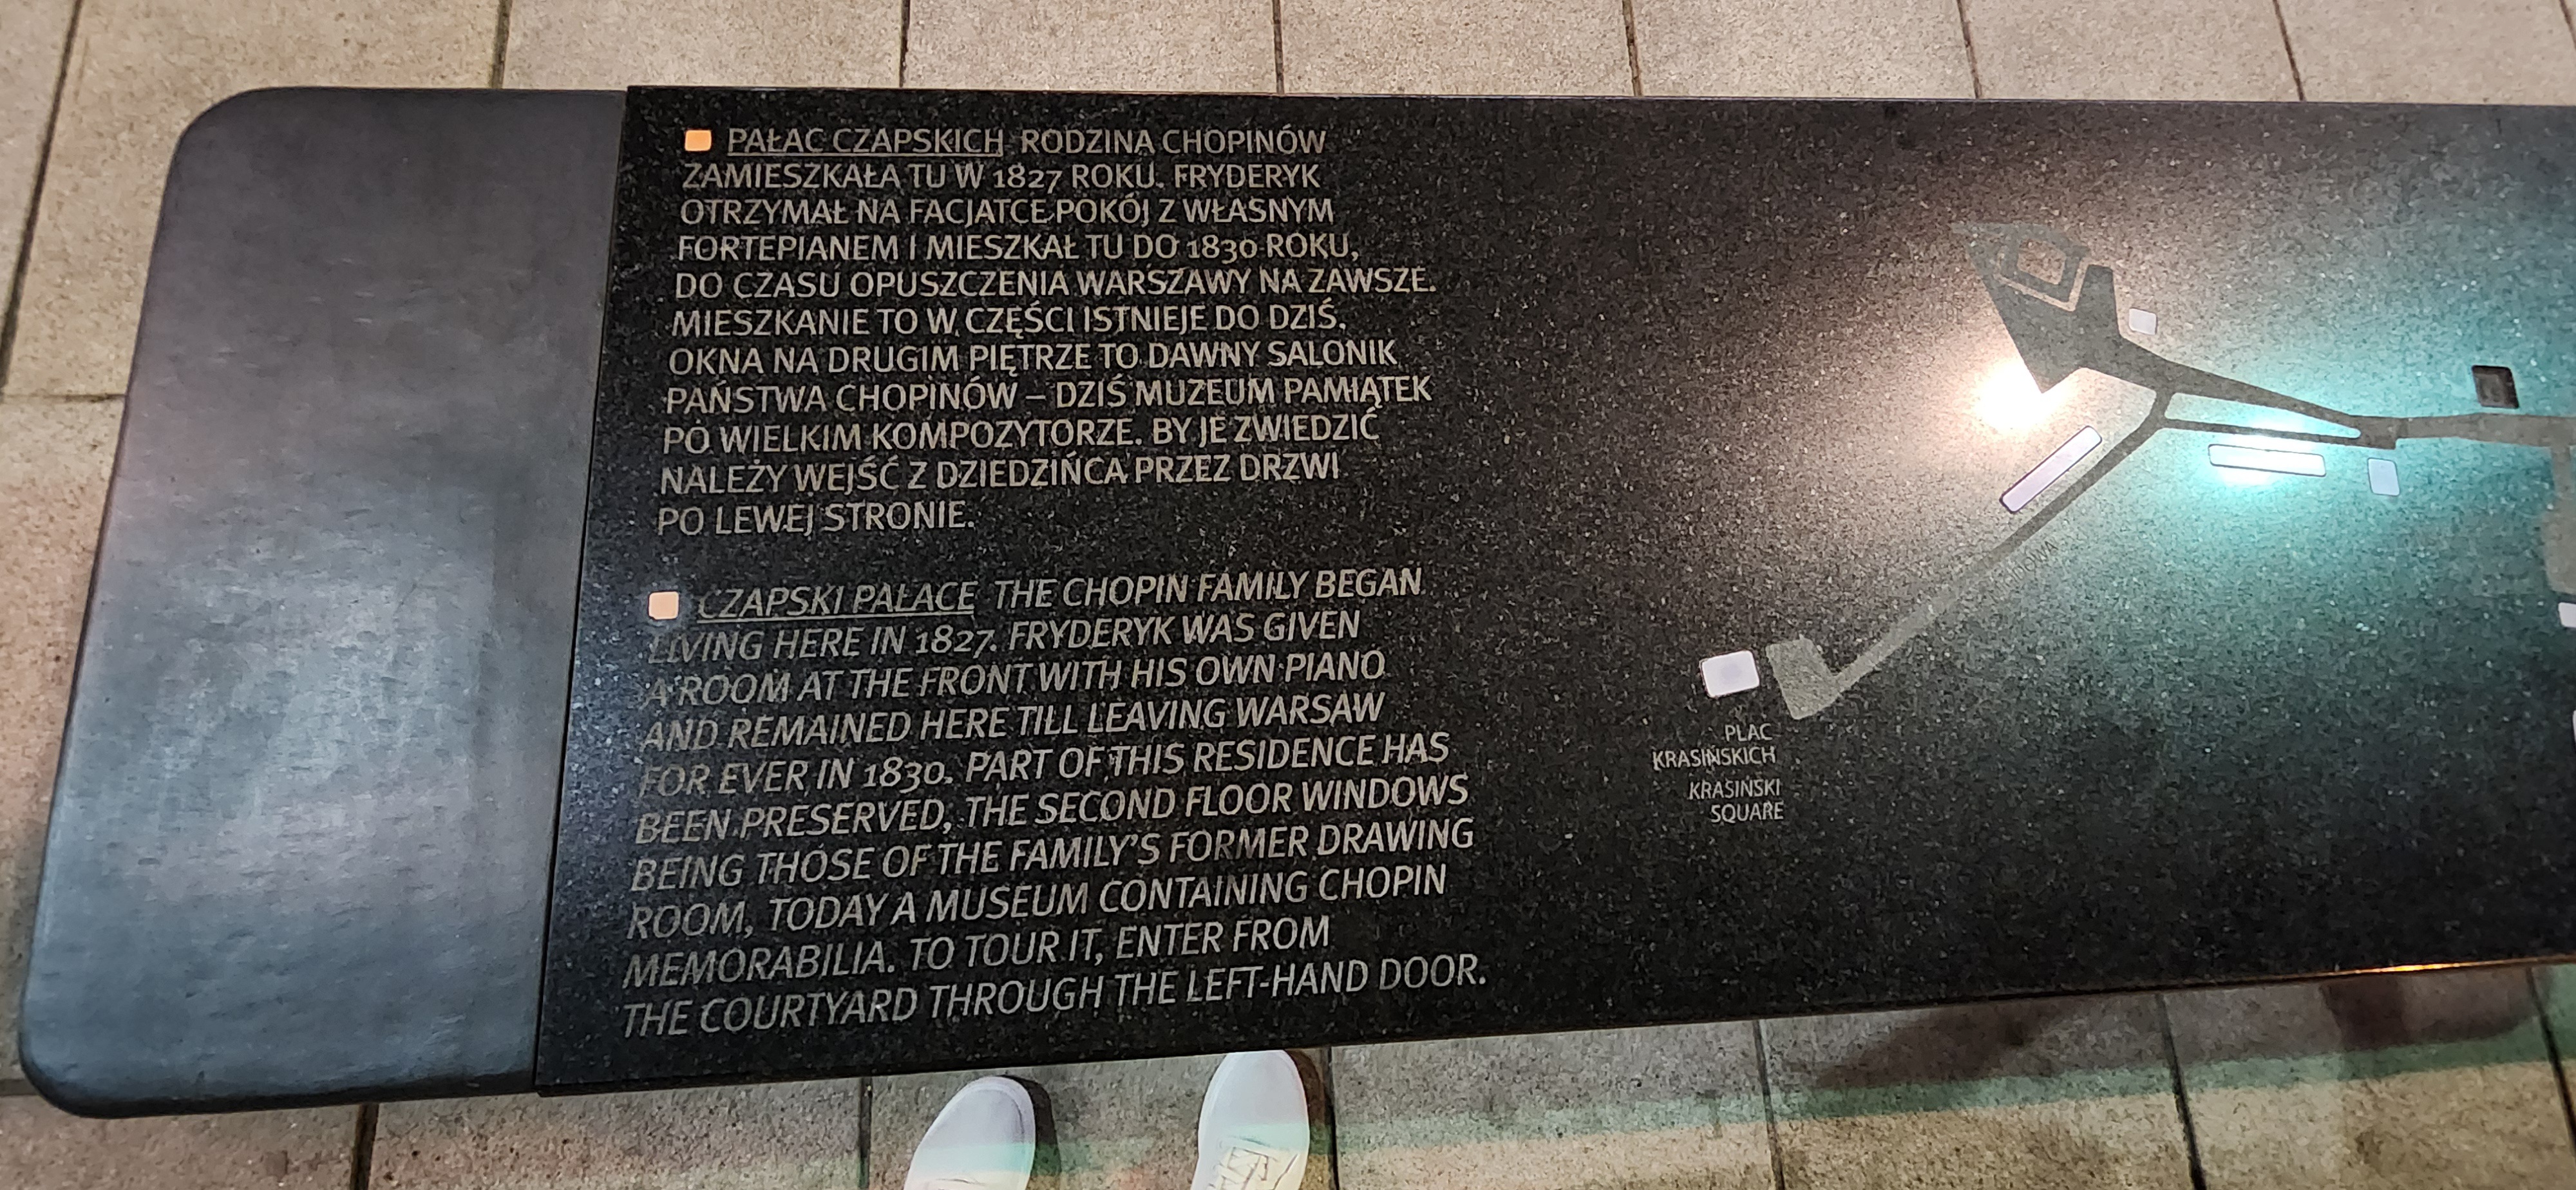 PAŁAC CZAPSKICH RODZINA CHOPINÓW
ZAMIESZKAŁA TU W 1827 ROKU. FRYDERYK
OTRZYMAŁ NA FACJATCE POKÓJ Z WŁASNYM
FORTEPIANEM I MIESZKAŁ TU DO 1830 ROKU,
DO CZASU OPUSZCZENIA WARSZAWY NA ZAWSZE.
MIESZKANIE TO W CZĘŚCI ISTNIEJE DO DZIŚ.
OKNA NA DRUGIM PIĘTRZE TO DAWNY SALONIK
PAŃSTWA CHOPINÓW – DZIŚ MUZEUM PAMIĄTEK
PO WIELKIM KOMPOZYTORZE. BY JE ZWIEDZIĆ
NALEŻY WEJŚĆ Z DZIEDZIŃCA PRZEZ DRZWI
PO LEWEJ STRONIE.
CZAPSKI PALACE THE CHOPIN FAMILY BEGAN
LIVING HERE IN 1827. FRYDERYK WAS GIVEN
A ROOM AT THE FRONT WITH HIS OWN PIANO
AND REMAINED HERE TILL LEAVING WARSAW
FOR EVER IN 1830. PART OF THIS RESIDENCE HAS
BEEN PRESERVED, THE SECOND FLOOR WINDOWS
BEING THOSE OF THE FAMILY'S FORMER DRAWING
ROOM, TODAY A MUSEUM CONTAINING CHOPIN
MEMORABILIA. TO TOUR IT, ENTER FROM
THE COURTYARD THROUGH THE LEFT-HAND DOOR.
PLAC
KRASIŃSKICH
KRASIŃSKI
SQUARE